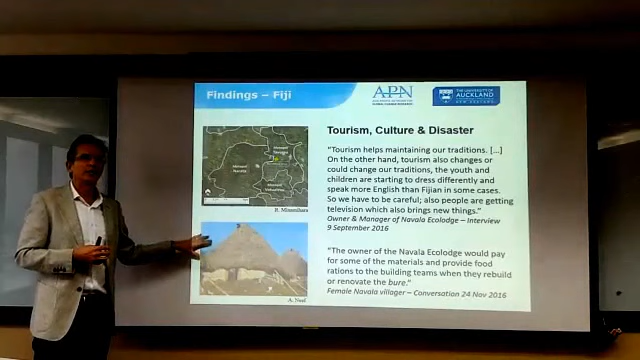 Findings – Fiji
APN
THE UNIVERSITY OF
AUCKLAND
NEW ZEALAND
Tourism, Culture & Disaster
"Tourism helps maintaining our traditions. [...]
On the other hand, tourism also changes or
could change our traditions, the youth and
children are starting to dress differently and
speak more English than Fijian in some cases.
So we have to be careful; also people are getting
television which also brings new things."
Owner & Manager of Navala Ecolodge – Interview
9 September 2016
"The owner of the Navala Ecolodge would pay
for some of the materials and provide food
rations to the building teams when they rebuild
or renovate the bure."
Female Navala villager – Conversation 24 Nov 2016
A. Neef